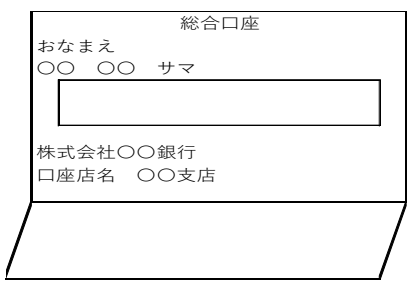 総合口座
おなまえ
○○　○○　サマ
株式会社○○銀行
口座店名　○○支店